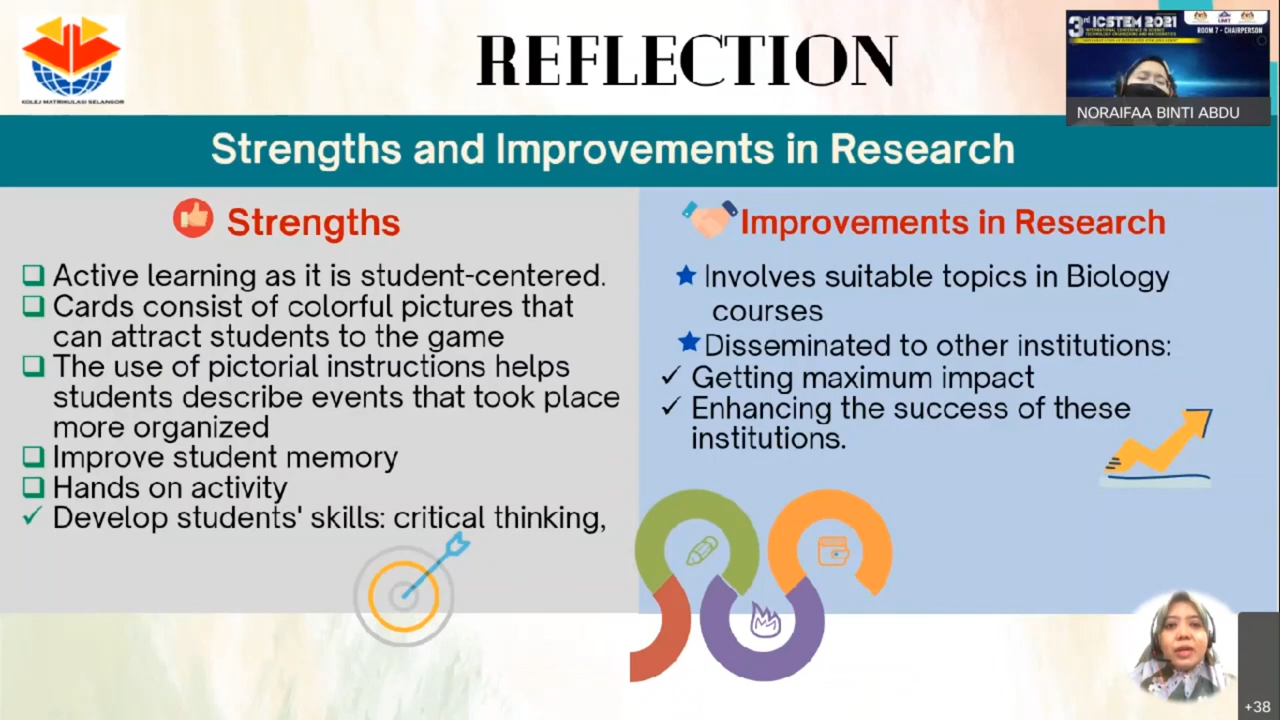 KOLEJ MATRIKULASI SELANGOR
REFLECTION
3rd ICSTEM 2021
ROOM 7 - CHAIRPERSON
NORAIFAA BINTI ABDU
Strengths and Improvements in Research
Strengths
Active learning as it is student-centered.
Cards consist of colorful pictures that
can attract students to the game
The use of pictorial instructions helps
students describe events that took place
more organized
Improve student memory
Hands on activity
Develop students' skills: critical thinking,
Improvements in Research
Involves suitable topics in Biology
courses
Disseminated to other institutions:
Getting maximum impact
Enhancing the success of these
institutions.
+38